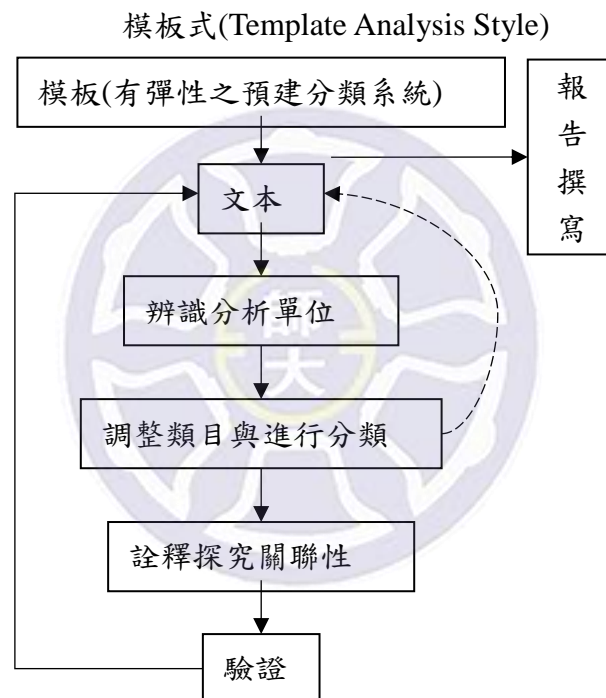 模板式(Template Analysis Style)
模板(有彈性之預建分類系統)
報
告
撰
寫
文本
辨識分析單位
師
大
調整類目與進行分類
詮釋探究關聯性
驗證